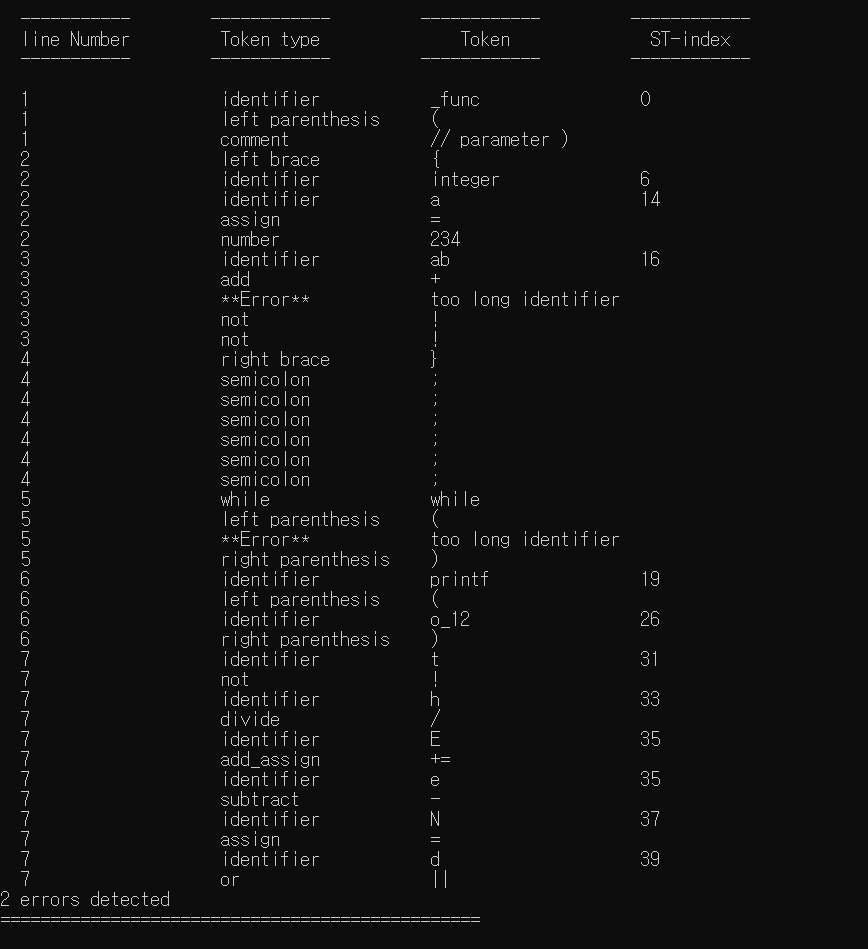 -----------         ------------         ------------         ------------
line Number         Token type              Token              ST-index
-----------         ------------         ------------         ------------
1                   identifier           _func                0
1                   left parenthesis     (
1                   comment              // parameter )
2                   left brace           {
2                   identifier           integer              6
2                   identifier           a                    14
2                   assign               =
2                   number               234
3                   identifier           ab                   16
3                   add                  +
3                   **Error**            too long identifier
3                   not                  !
3                   not                  !
4                   right brace          }
4                   semicolon            ;
4                   semicolon            ;
4                   semicolon            ;
4                   semicolon            ;
4                   semicolon            ;
4                   semicolon            ;
5                   while                while
5                   left parenthesis     (
5                   **Error**            too long identifier
5                   right parenthesis    )
6                   identifier           printf               19
6                   left parenthesis     (
6                   identifier           o_12                 26
6                   right parenthesis    )
7                   identifier           t                    31
7                   not                  !
7                   identifier           h                    33
7                   divide               /
7                   identifier           E                    35
7                   add_assign           +=
7                   identifier           e                    35
7                   subtract             -
7                   identifier           N                    37
7                   assign               =
7                   identifier           d                    39
7                   or                   ||
2 errors detected
================================================